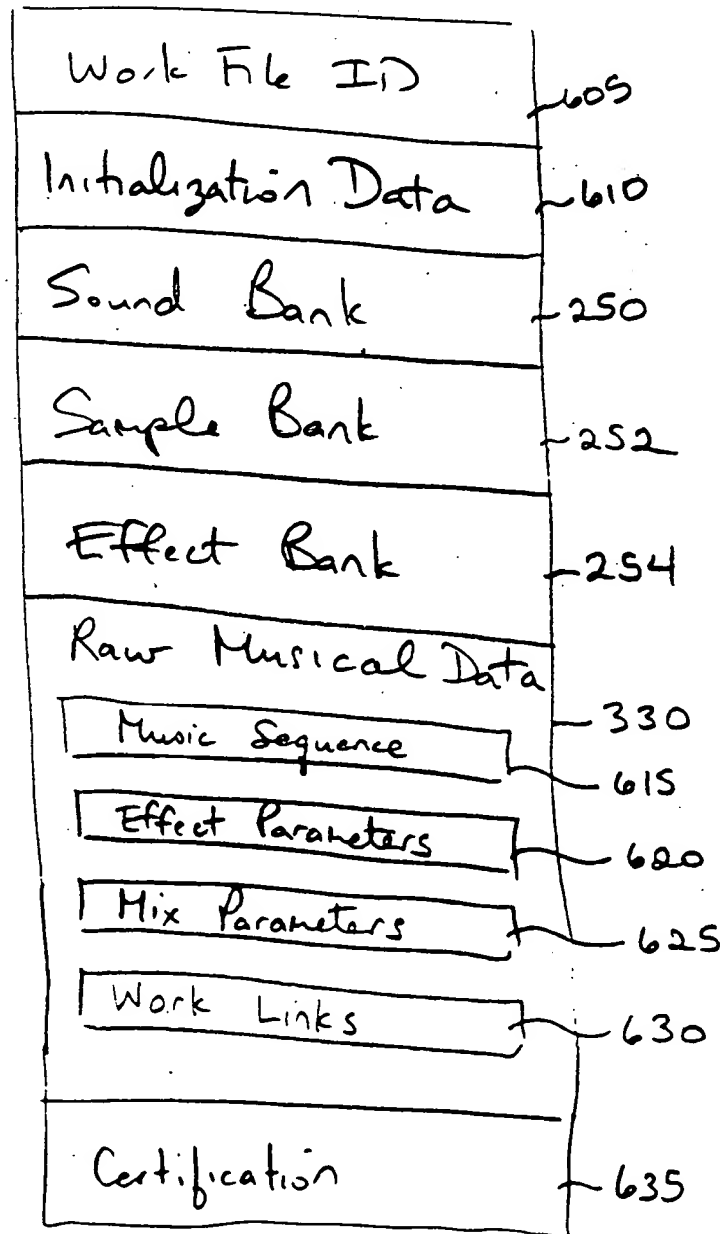 Work File ID
605
Initialization Data
610
Sound Bank
250
Sample Bank
252
Effect Bank
254
Raw Musical Data
330
Music Sequence
615
Effect Parameters
620
Mix Parameters
625
Work Links
630
Certification
635